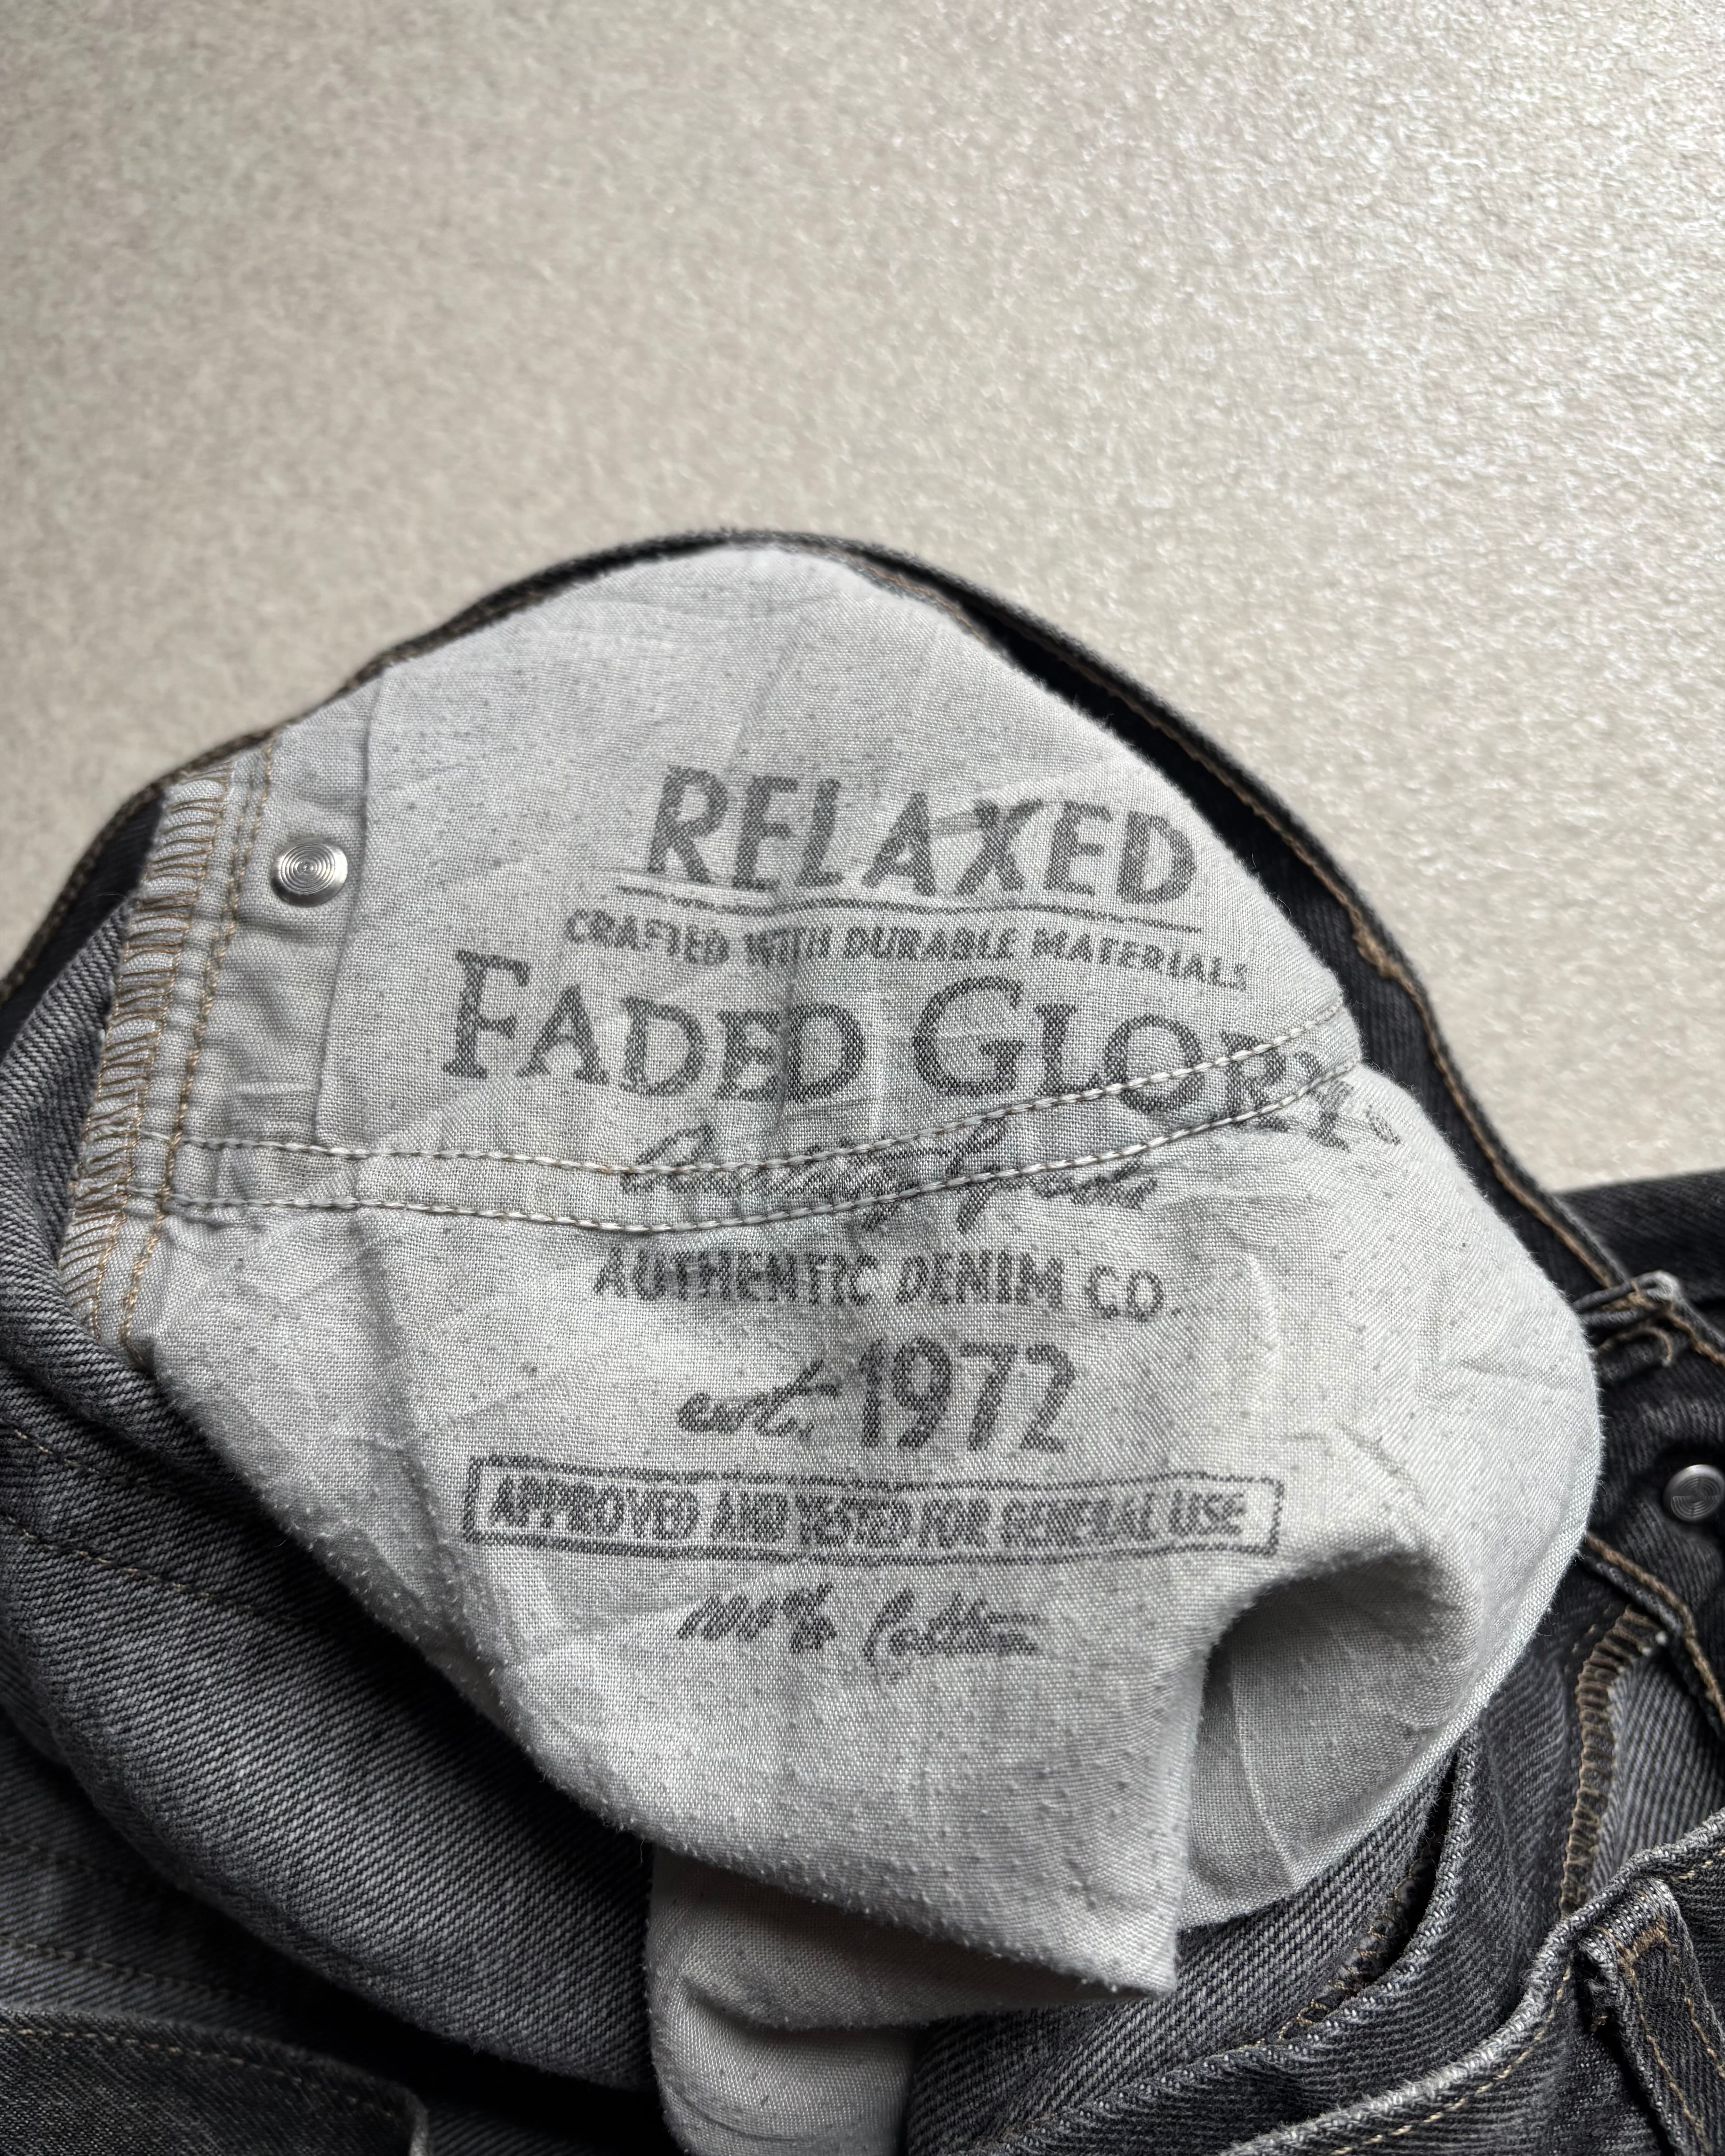 RELAXED
CRAFTED WITH DURABLE MATERIALS
FADED GLORY®
AUTHENTIC DENIM CO.
est. 1972
APPROVED AND TESTED FOR GENERAL USE
100% Cotton